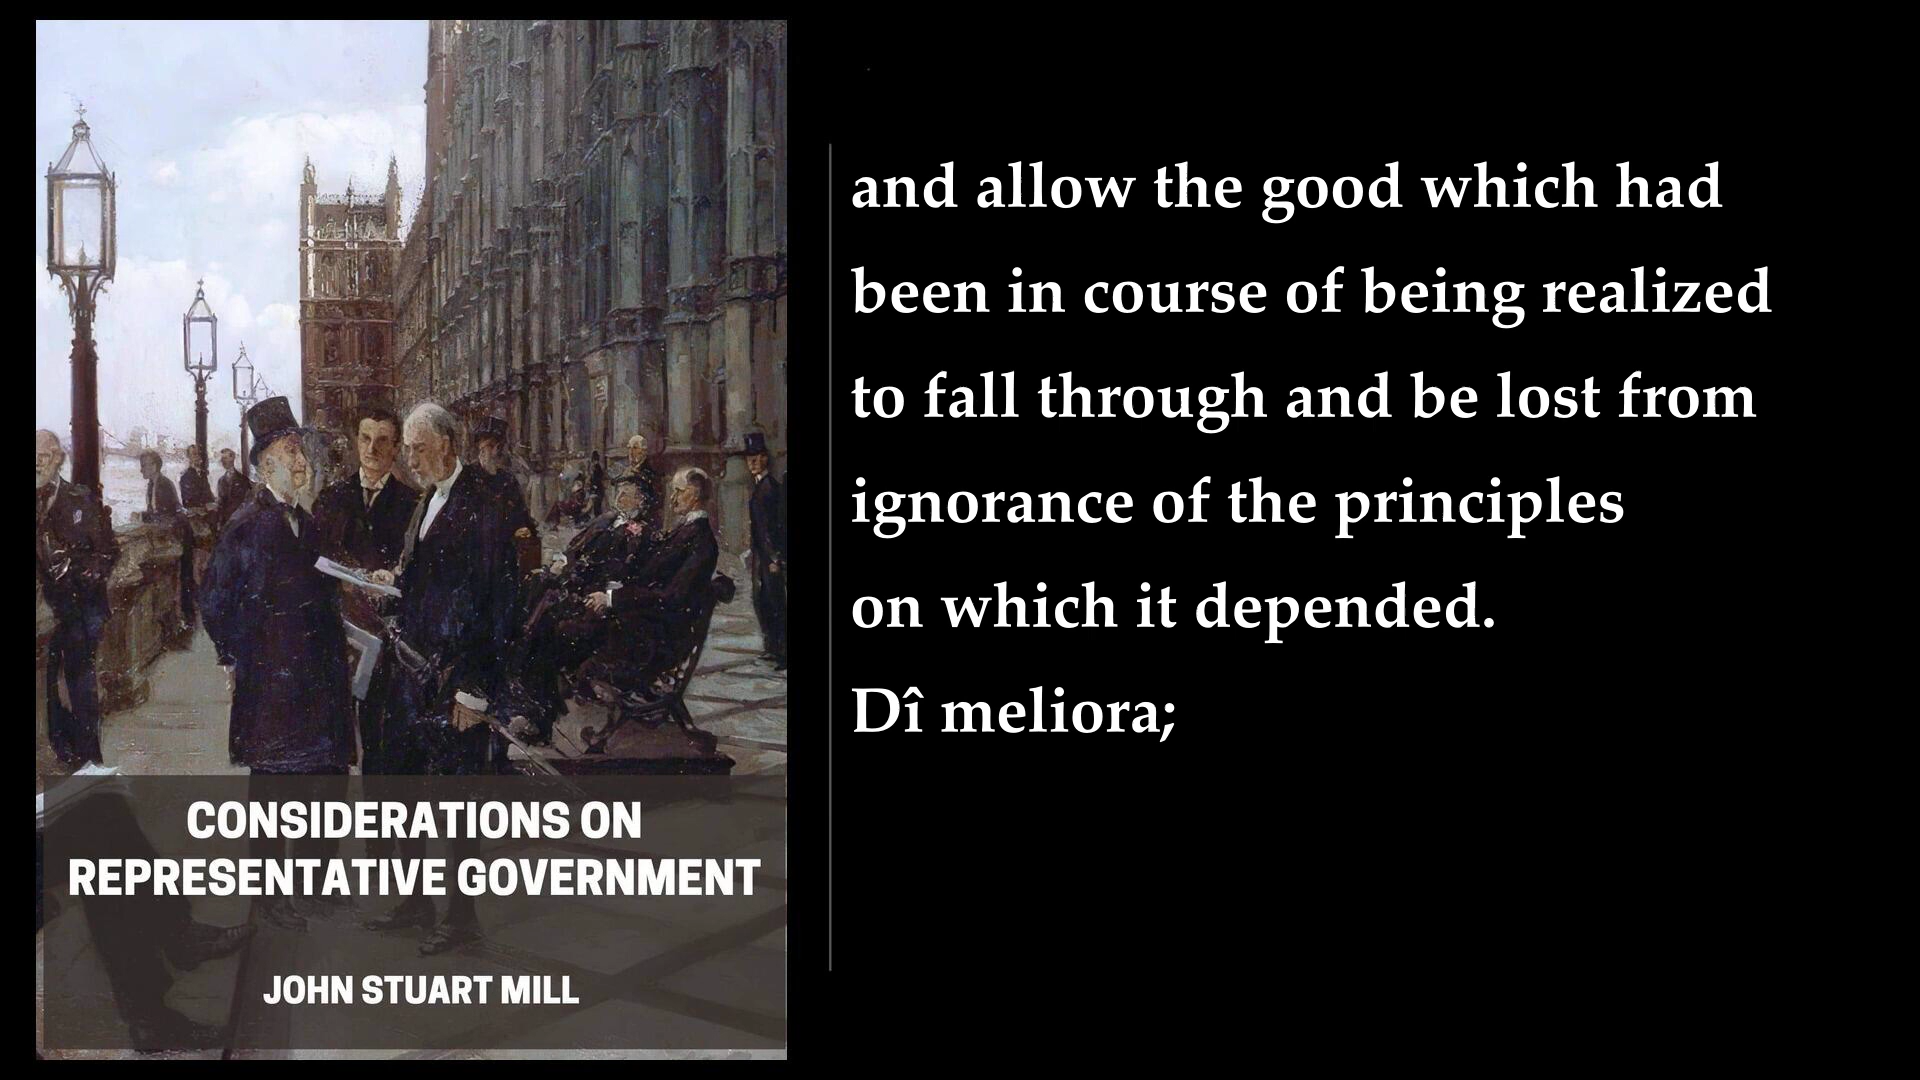 CONSIDERATIONS ON
REPRESENTATIVE GOVERNMENT
JOHN STUART MILL
and allow the good which had
been in course of being realized
to fall through and be lost from
ignorance of the principles
on which it depended.
Dî meliora;